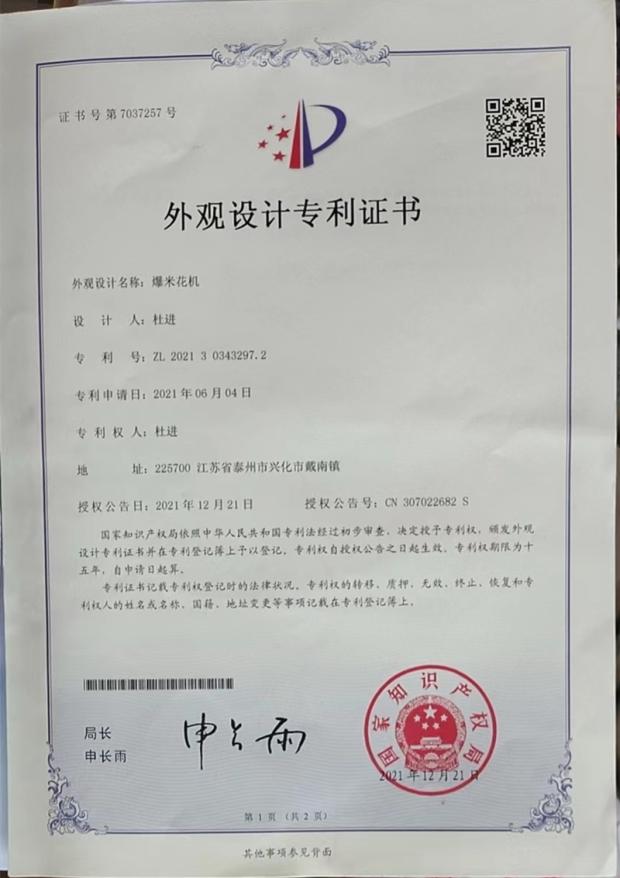 证书号第7037257号
外观设计专利证书
外观设计名称：爆米花机
设计人：杜进
专利号：ZL 2021 3 0343297.2
专利申请日：2021年06月04日
专利权人：杜进
地址：225700 江苏省泰州市兴化市戴南镇
授权公告日：2021年12月21日 授权公告号：CN 307022682 S
国家知识产权局依照中华人民共和国专利法经过初步审查，决定授予专利权，颁发外观
设计专利证书并在专利登记簿上予以登记。专利权自授权公告之日起生效。专利权期限为十
五年，自申请日起算。
专利证书记载专利权登记时的法律状况。专利权的转移、质押、无效、终止、恢复和专
利权人的姓名或名称、国籍、地址变更等事项记载在专利登记簿上。
局长
申长雨
申长雨
国家知识产权局
2021年12月21日
第1页（共2页）
其他事项参见背面